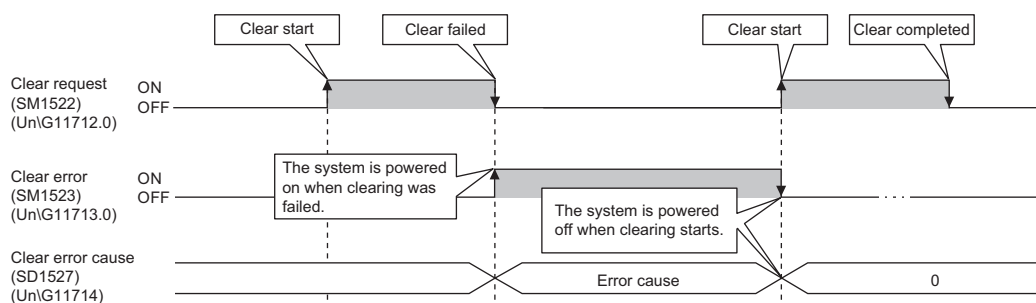 Clear start
Clear failed
Clear start
Clear completed
Clear request
(SM1522)
(Un\G11712.0)
ON
OFF
Clear error
(SM1523)
(Un\G11713.0)
ON
OFF
The system is powered
on when clearing was
failed.
The system is powered
off when clearing starts.
Clear error cause
(SD1527)
(Un\G11714)
Error cause
0